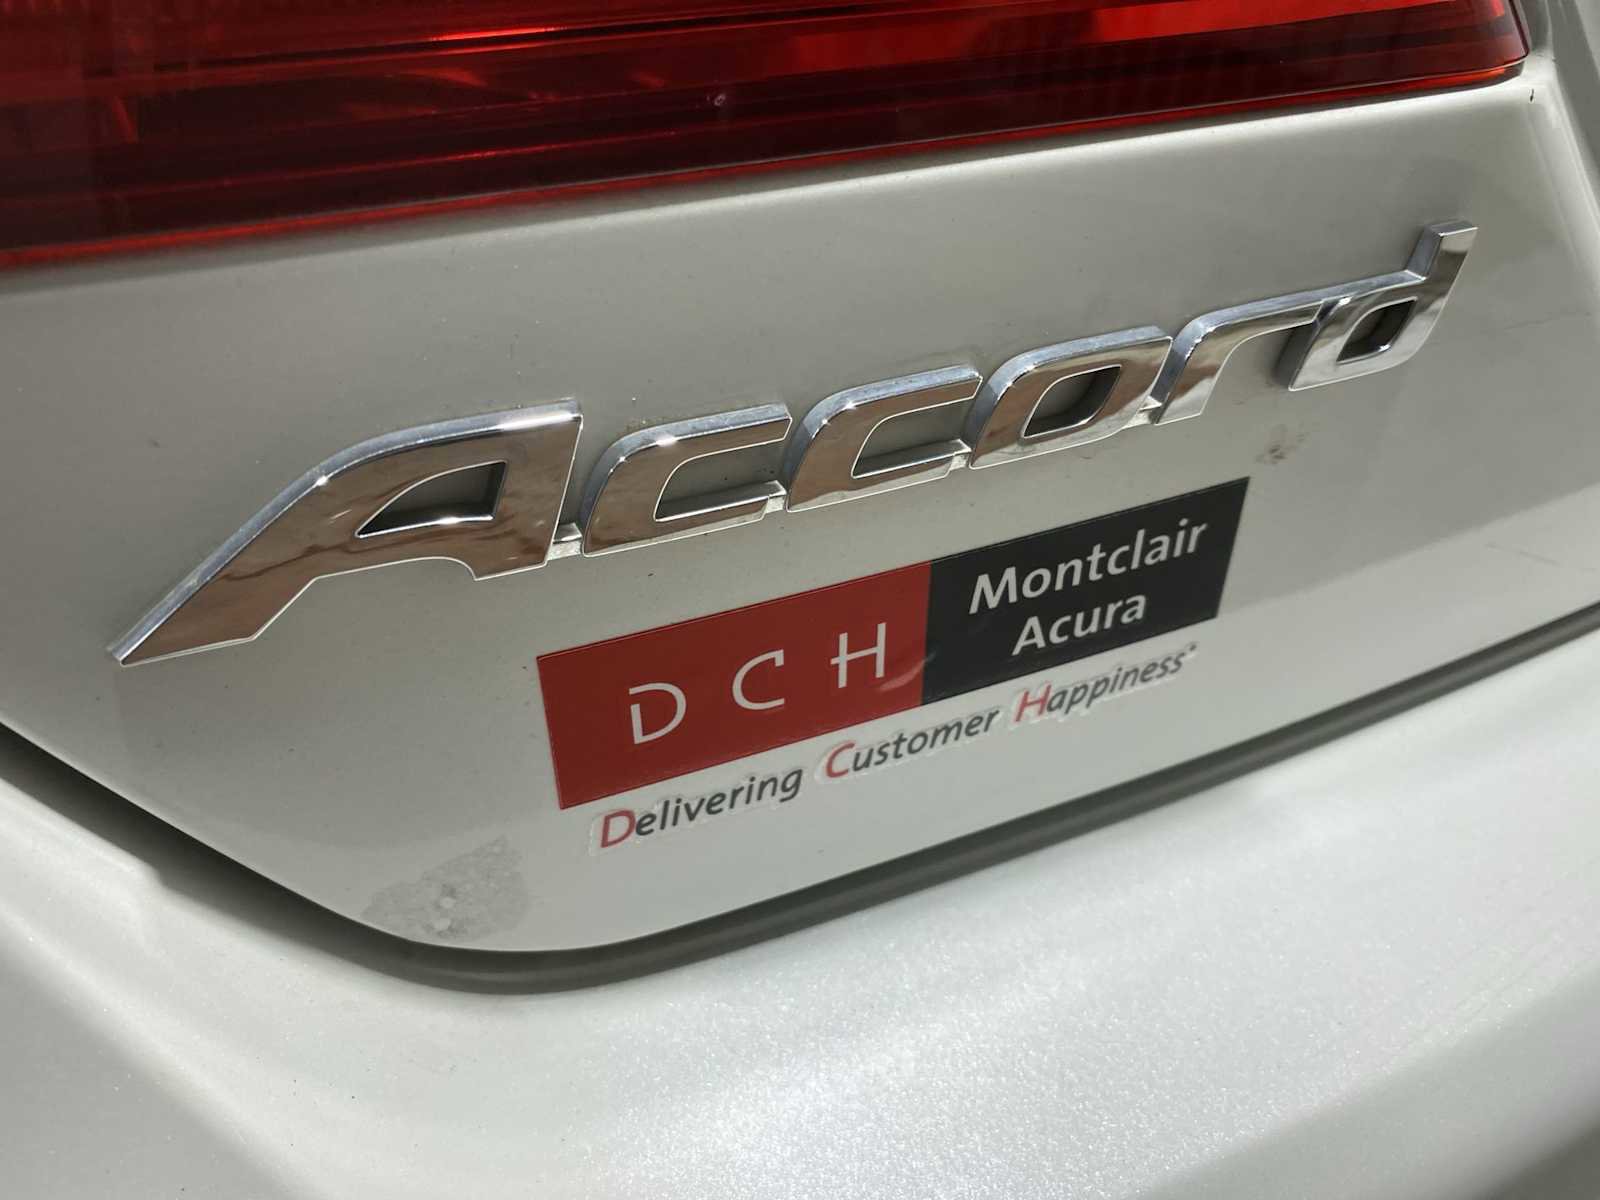 Accord
DCH
Montclair
Acura
Delivering Customer Happiness